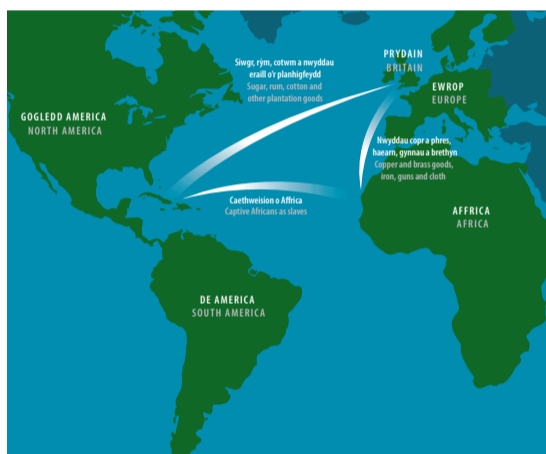 Siwgr, rỳm, cotwm a nwyddau
eraill o'r planhigfeydd
Sugar, rum, cotton and
other plantation goods
PRYDAIN
BRITAIN
EWROP
EUROPE
GOGLEDD AMERICA
NORTH AMERICA
Nwyddau copr a phres,
haearn, gynnau a brethyn
Copper and brass goods,
iron, guns and cloth
Caethweision o Affrica
Captive Africans as slaves
AFFRICA
AFRICA
DE AMERICA
SOUTH AMERICA